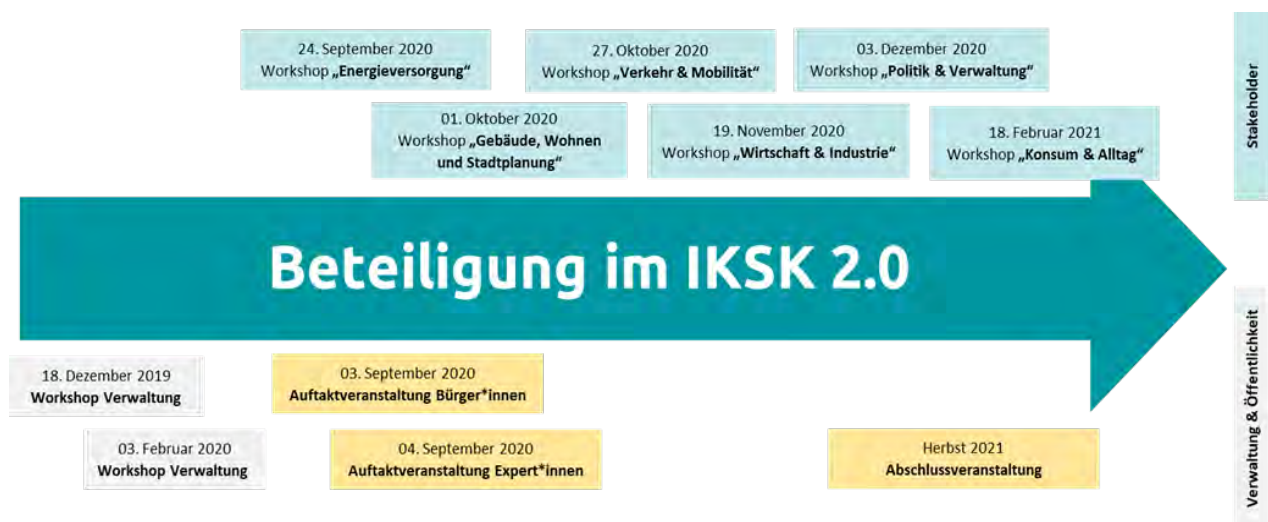 24. September 2020
Workshop „Energieversorgung“
27. Oktober 2020
Workshop „Verkehr & Mobilität“
03. Dezember 2020
Workshop „Politik & Verwaltung“
01. Oktober 2020
Workshop „Gebäude, Wohnen
und Stadtplanung“
19. November 2020
Workshop „Wirtschaft & Industrie“
18. Februar 2021
Workshop „Konsum & Alltag“
Stakeholder
Beteiligung im IKSK 2.0
18. Dezember 2019
Workshop Verwaltung
03. September 2020
Auftaktveranstaltung Bürger*innen
03. Februar 2020
Workshop Verwaltung
04. September 2020
Auftaktveranstaltung Expert*innen
Herbst 2021
Abschlussveranstaltung
Verwaltung & Öffentlichkeit